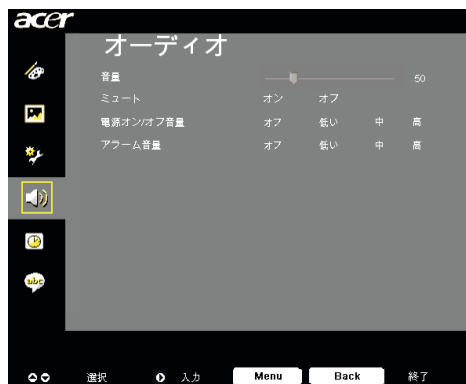 acer
オーディオ
音量 50
ミュート オン オフ
電源オン/オフ音量 オフ 低い 中 高
アラーム音量 オフ 低い 中 高
abc
選択 入力 Menu Back 終了